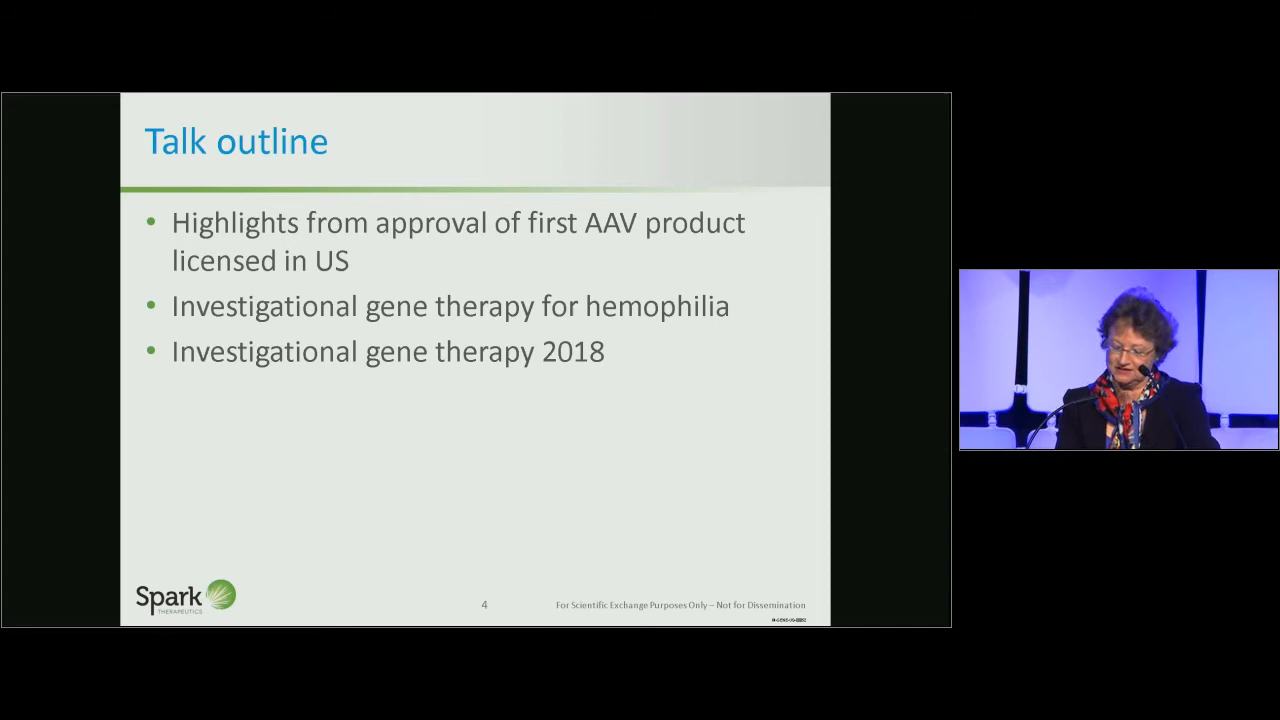 Talk outline
• Highlights from approval of first AAV product
licensed in US
• Investigational gene therapy for hemophilia
• Investigational gene therapy 2018
Spark
THERAPEUTICS
4
For Scientific Exchange Purposes Only – Not for Dissemination